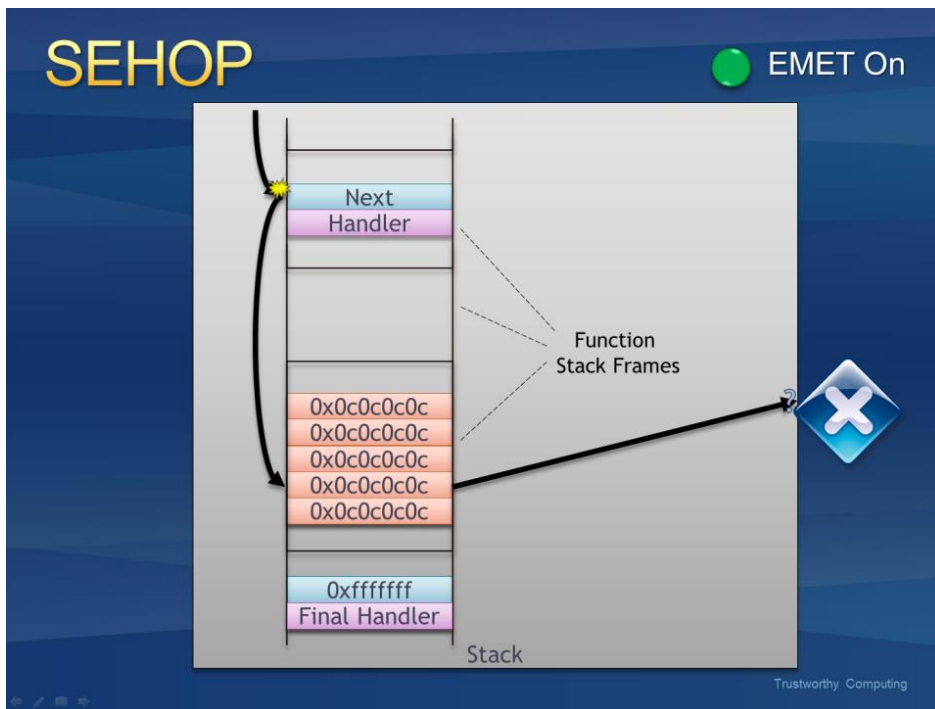 SEHOP
EMET On
Next
Handler
Function
Stack Frames
0x0c0c0c0c
0x0c0c0c0c
0x0c0c0c0c
0x0c0c0c0c
0x0c0c0c0c
?
0xfffffff
Final Handler
Stack
Trustworthy Computing